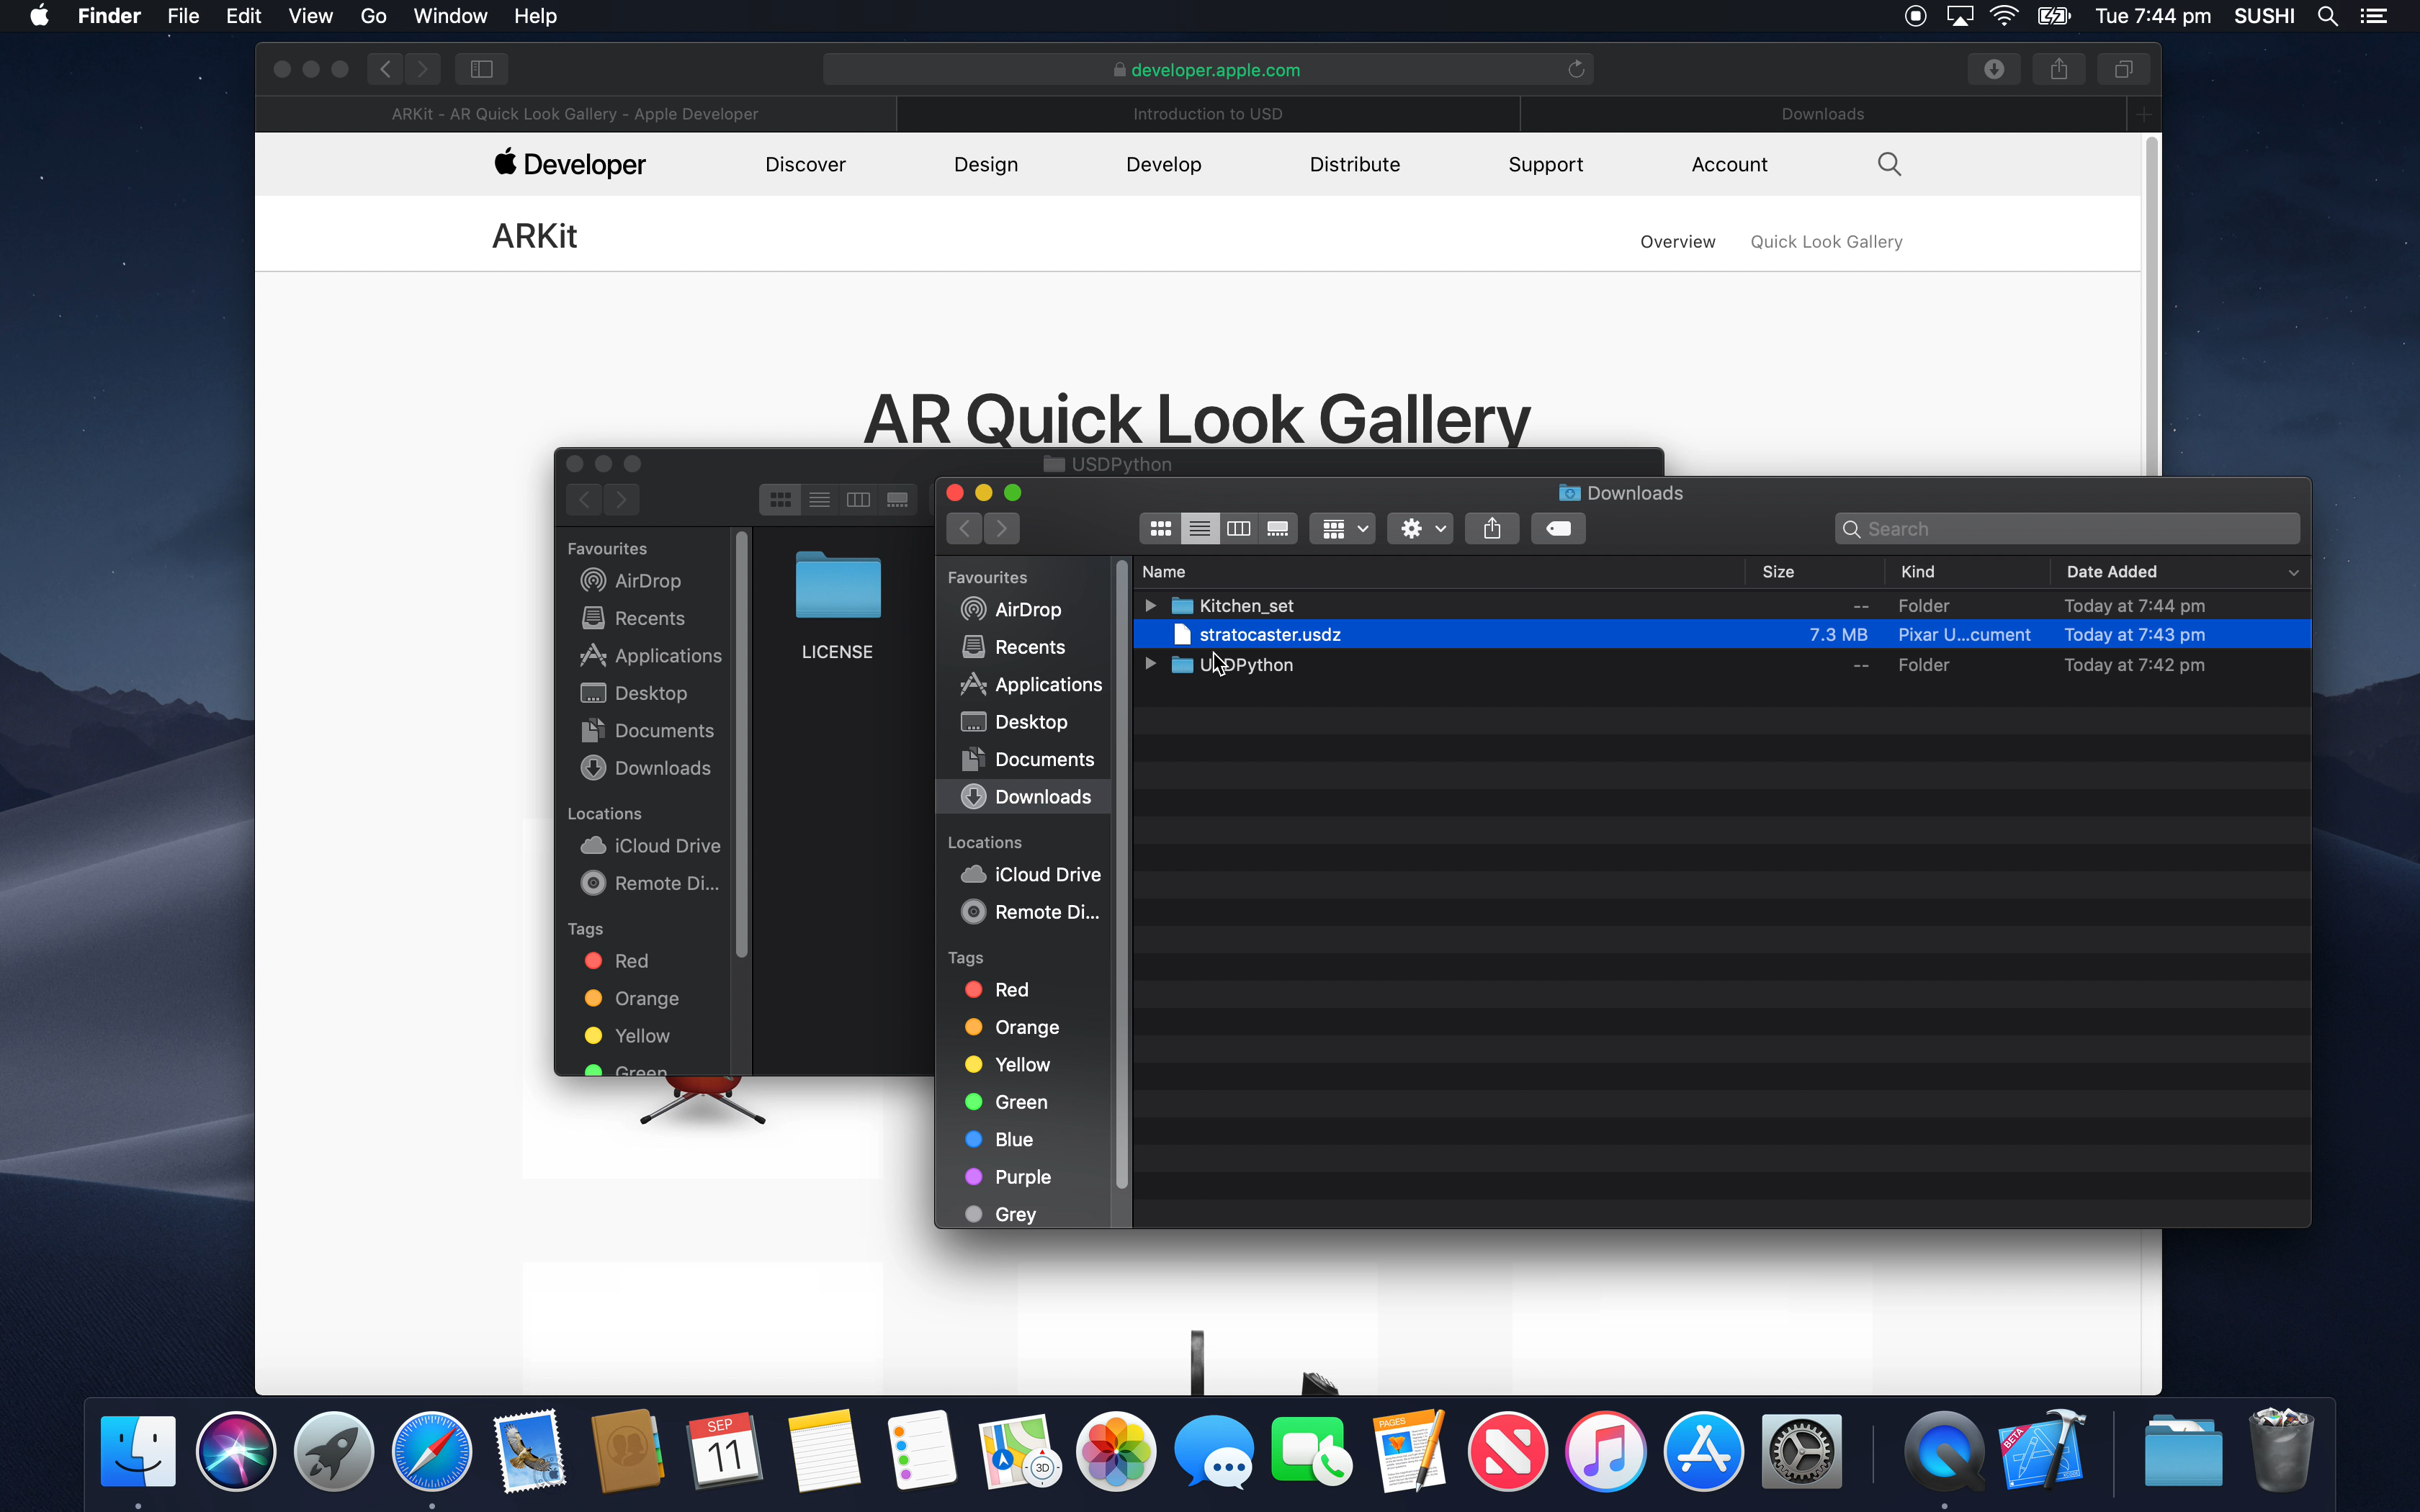 Finder File Edit View Go Window Help Tue 7:44 pm SUSHI
developer.apple.com
ARKit - AR Quick Look Gallery - Apple Developer Introduction to USD Downloads
Developer Discover Design Develop Distribute Support Account
ARKit Overview Quick Look Gallery
AR Quick Look Gallery
USDPython
Favourites
AirDrop
Recents
Applications
Desktop
Documents
Downloads
Locations
iCloud Drive
Remote Di...
Tags
Red
Orange
Yellow
Green
LICENSE
Downloads
Search
Favourites
AirDrop
Recents
Applications
Desktop
Documents
Downloads
Locations
iCloud Drive
Remote Di...
Tags
Red
Orange
Yellow
Green
Blue
Purple
Grey
Name Size Kind Date Added
Kitchen_set -- Folder Today at 7:44 pm
stratocaster.usdz 7.3 MB Pixar U...cument Today at 7:43 pm
USDPython -- Folder Today at 7:42 pm
SEP
11
3D
PAGES
BETA